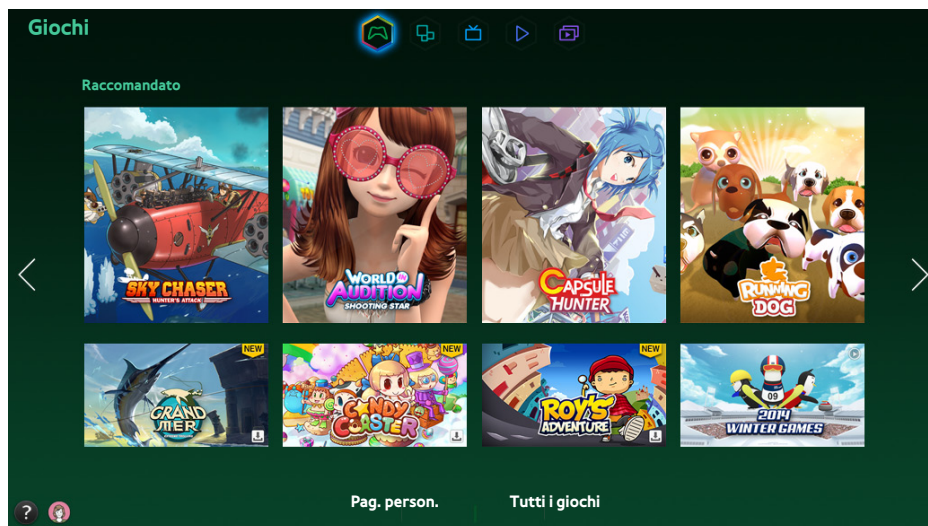 Giochi
Raccomandato
SKY CHASER
HUNTER'S ATTACK!
WORLD IN
AUDITION
SHOOTING STAR
CAPSULE
HUNTER
RUNNING
DOG
NEW
GRAND
MER
NEW
CANDY
COASTER
NEW
ROY'S
ADVENTURE
09
2014
WINTER GAMES
Pag. person.
Tutti i giochi
?